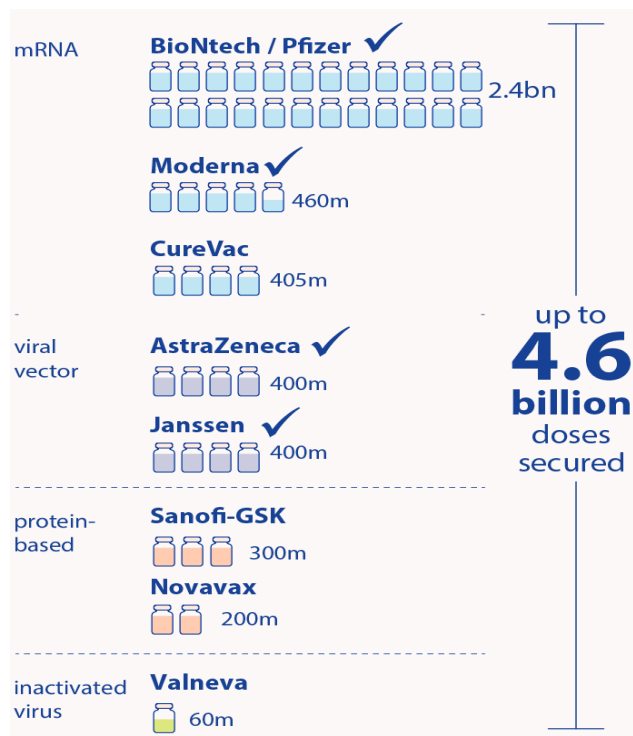 mRNA
BioNtech / Pfizer
2.4bn
Moderna
460m
CureVac
405m
viral
vector
AstraZeneca
400m
Janssen
400m
up to
4.6
billion
doses
secured
protein-
based
Sanofi-GSK
300m
Novavax
200m
inactivated
virus
Valneva
60m